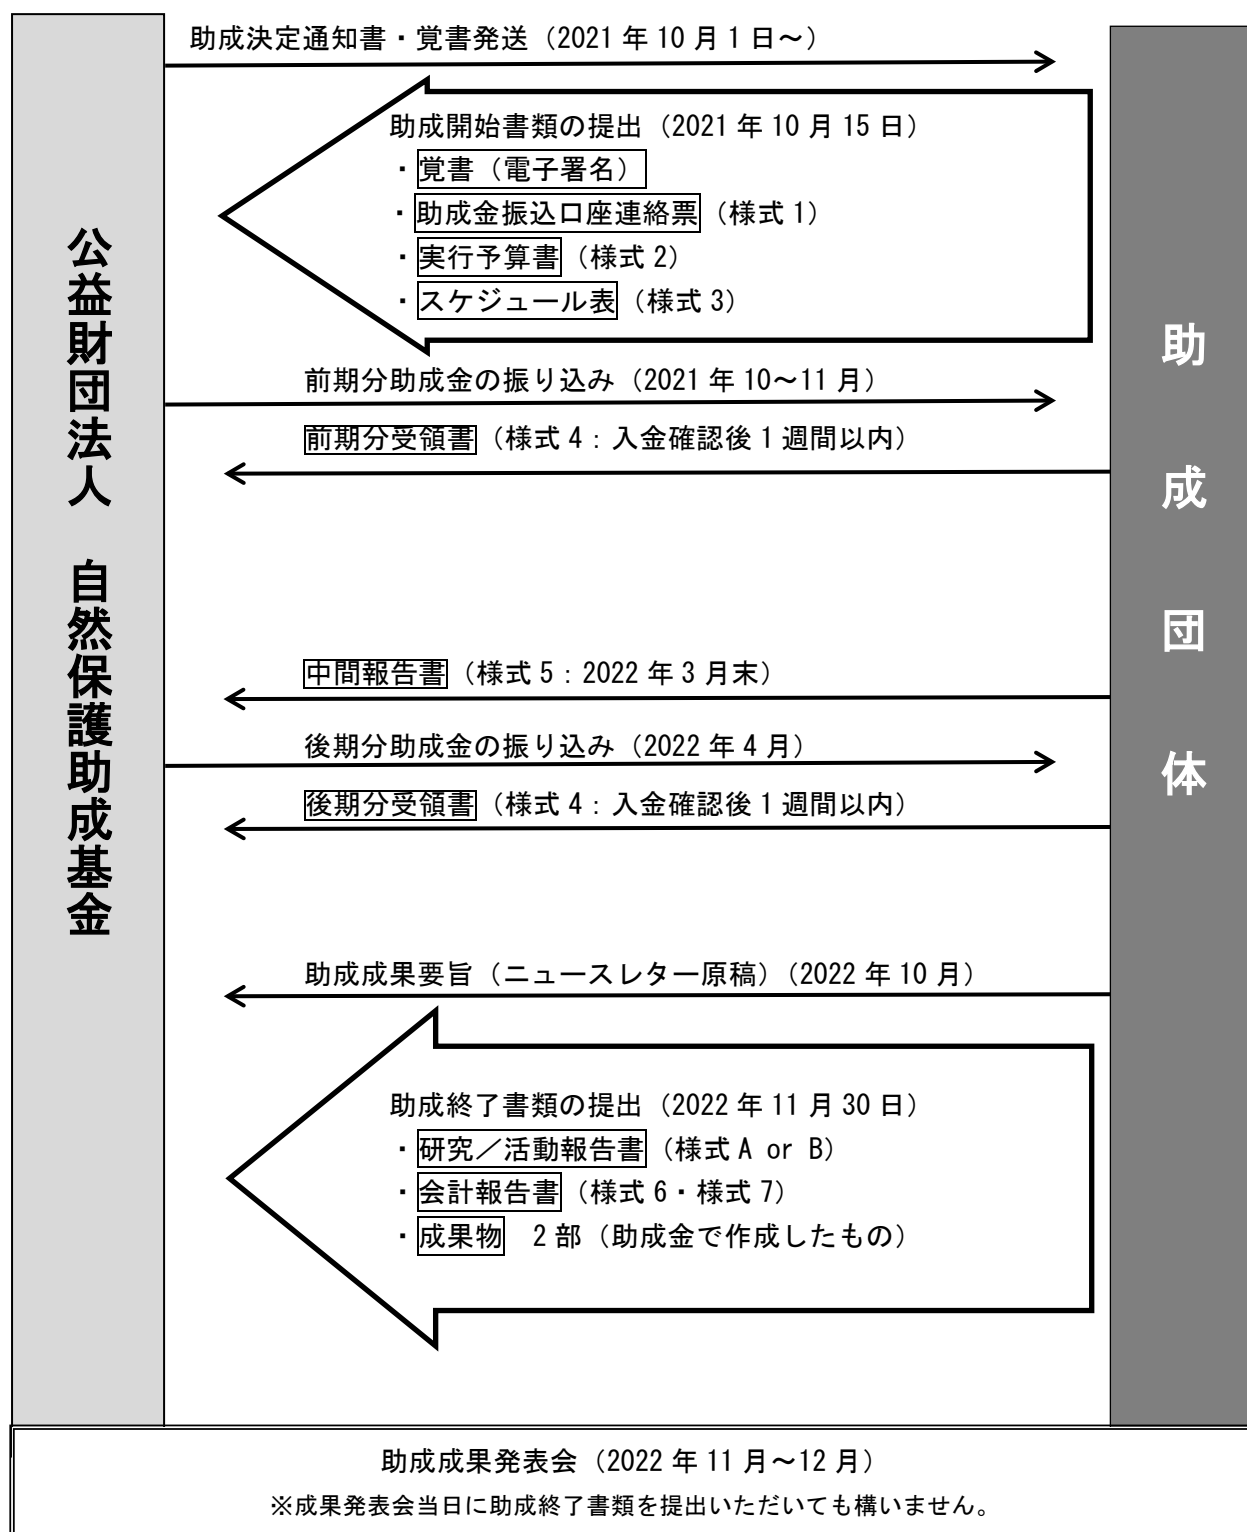 助成決定通知書・覚書発送（2021年10月1日～）
助成開始書類の提出（2021年10月15日）
・覚書（電子署名）
・助成金振込口座連絡票（様式1）
・実行予算書（様式2）
・スケジュール表（様式3）
前期分助成金の振り込み（2021年10～11月）
前期分受領書（様式4：入金確認後1週間以内）
中間報告書（様式5：2022年3月末）
後期分助成金の振り込み（2022年4月）
後期分受領書（様式4：入金確認後1週間以内）
助成成果要旨（ニュースレター原稿）（2022年10月）
助成終了書類の提出（2022年11月30日）
・研究／活動報告書（様式A or B）
・会計報告書（様式6・様式7）
・成果物　2部（助成金で作成したもの）
公益財団法人　自然保護助成基金
助成団体
助成成果発表会（2022年11月～12月）
※成果発表会当日に助成終了書類を提出いただいても構いません。